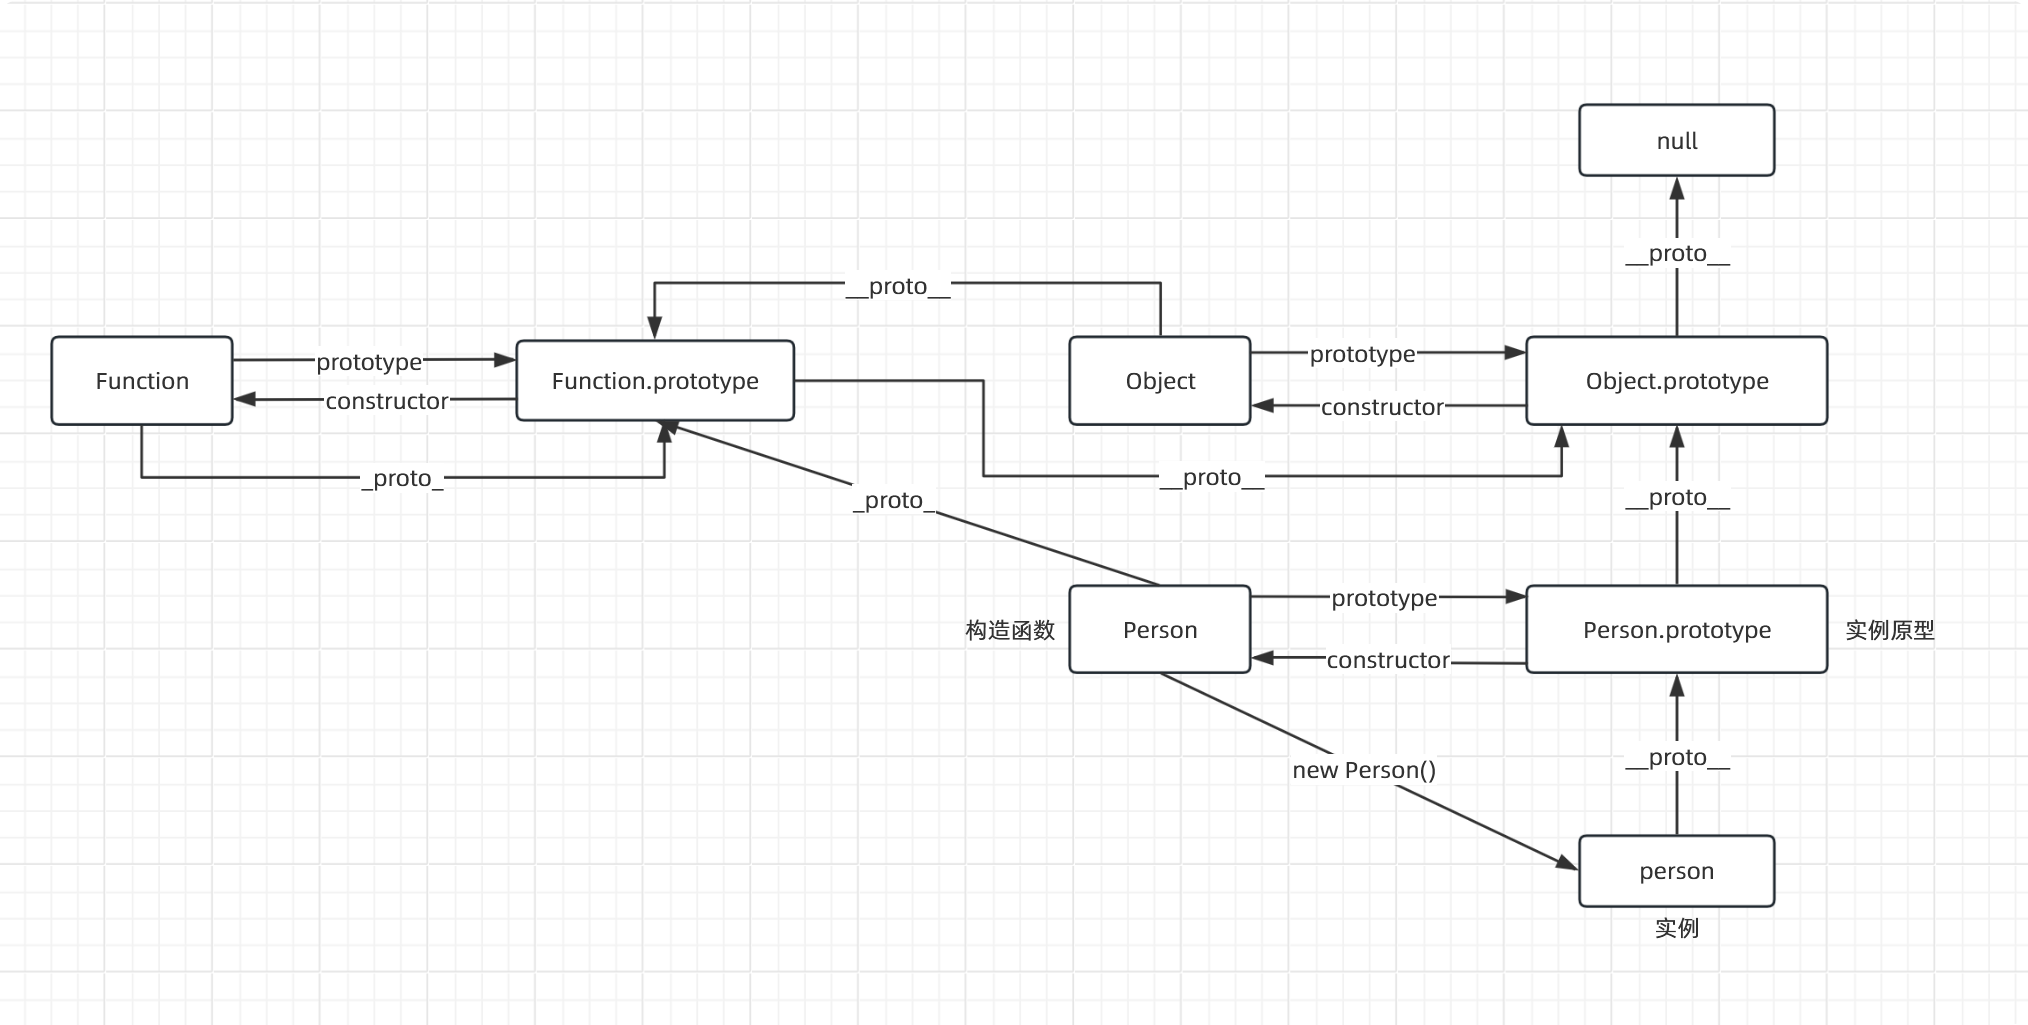 null
__proto__
__proto__
Function
prototype
constructor
Function.prototype
Object
prototype
constructor
Object.prototype
_proto_
__proto__
_proto_
__proto__
构造函数
Person
prototype
constructor
Person.prototype
实例原型
new Person()
__proto__
person
实例